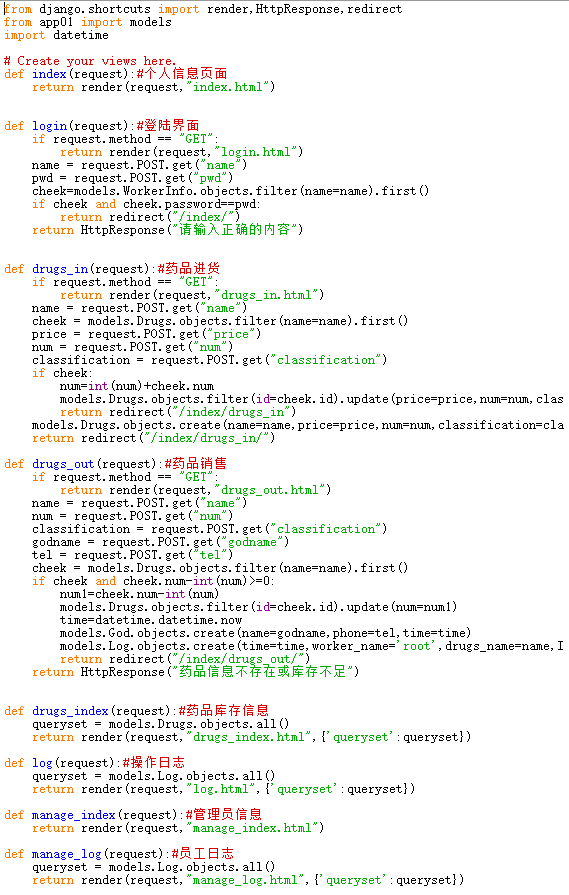 from django.shortcuts import render,HttpResponse,redirect
from app01 import models
import datetime

# Create your views here.
def index(request):#个人信息页面
    return render(request,"index.html")


def login(request):#登陆界面
    if request.method == "GET":
        return render(request,"login.html")
    name = request.POST.get("name")
    pwd = request.POST.get("pwd")
    cheek=models.WorkerInfo.objects.filter(name=name).first()
    if cheek and cheek.password==pwd:
        return redirect("/index/")
    return HttpResponse("请输入正确的内容")


def drugs_in(request):#药品进货
    if request.method == "GET":
        return render(request,"drugs_in.html")
    name = request.POST.get("name")
    cheek = models.Drugs.objects.filter(name=name).first()
    price = request.POST.get("price")
    num = request.POST.get("num")
    classification = request.POST.get("classification")
    if cheek:
        num=int(num)+cheek.num
        models.Drugs.objects.filter(id=cheek.id).update(price=price,num=num,clas
        return redirect("/index/drugs_in")
    models.Drugs.objects.create(name=name,price=price,num=num,classification=cla
    return redirect("/index/drugs_in/")

def drugs_out(request):#药品销售
    if request.method == "GET":
        return render(request,"drugs_out.html")
    name = request.POST.get("name")
    num = request.POST.get("num")
    classification = request.POST.get("classification")
    godname = request.POST.get("godname")
    tel = request.POST.get("tel")
    cheek = models.Drugs.objects.filter(name=name).first()
    if cheek and cheek.num-int(num)>=0:
        num1=cheek.num-int(num)
        models.Drugs.objects.filter(id=cheek.id).update(num=num1)
        time=datetime.datetime.now
        models.God.objects.create(name=godname,phone=tel,time=time)
        models.Log.objects.create(time=time,worker_name='root',drugs_name=name,I
        return redirect("/index/drugs_out/")
    return HttpResponse("药品信息不存在或库存不足")


def drugs_index(request):#药品库存信息
    queryset = models.Drugs.objects.all()
    return render(request,"drugs_index.html",{'queryset':queryset})

def log(request):#操作日志
    queryset = models.Log.objects.all()
    return render(request,"log.html",{'queryset':queryset})

def manage_index(request):#管理员信息
    return render(request,"manage_index.html")

def manage_log(request):#员工日志
    queryset = models.Log.objects.all()
    return render(request,"manage_log.html",{'queryset':queryset})